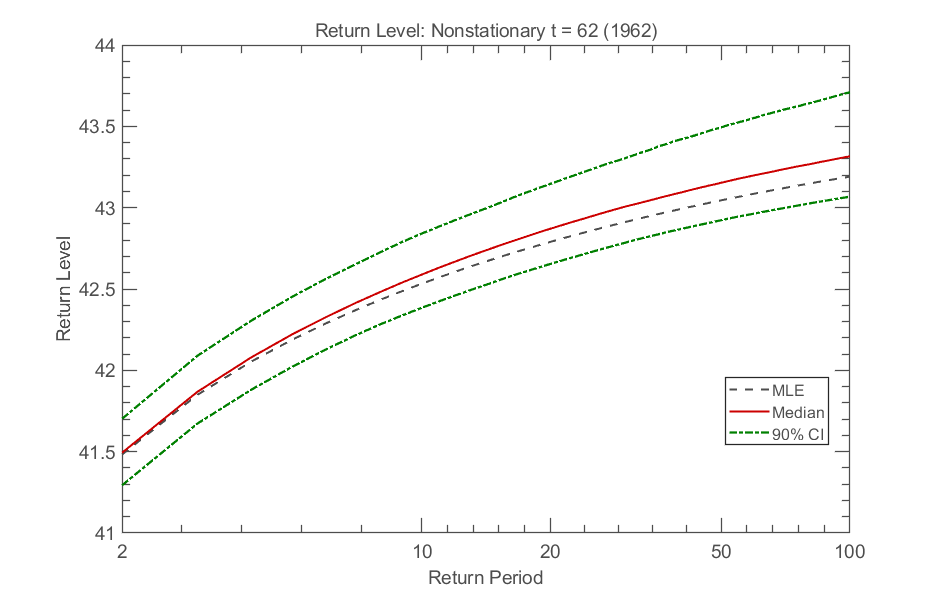 Return Level: Nonstationary t = 62 (1962)
44
43.5
43
42.5
42
41.5
41
Return Level
MLE
Median
90% CI
2
10
20
50
100
Return Period